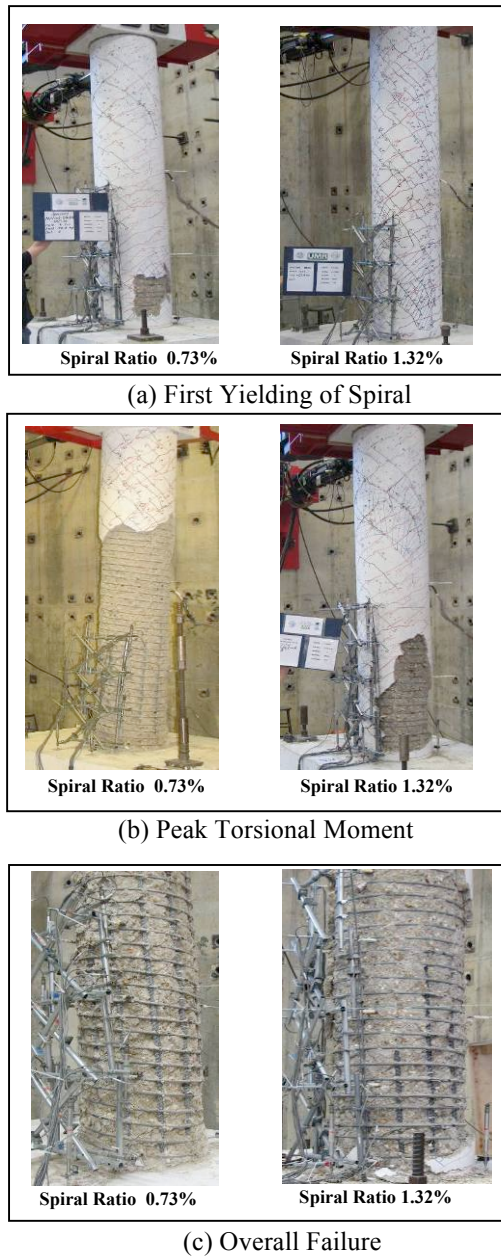 UMR
Spiral Ratio 0.73%
Spiral Ratio 1.32%
(a) First Yielding of Spiral
Spiral Ratio 0.73%
Spiral Ratio 1.32%
(b) Peak Torsional Moment
Spiral Ratio 0.73%
Spiral Ratio 1.32%
(c) Overall Failure